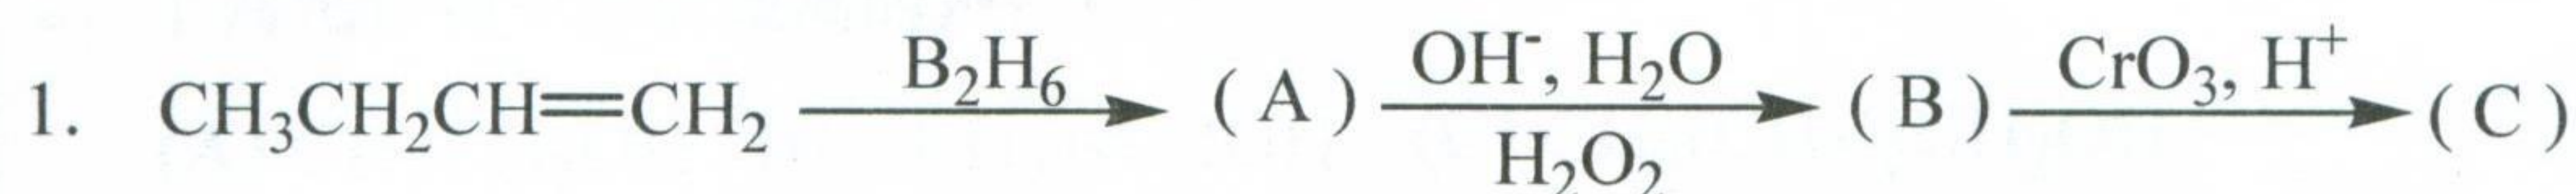 1. CH₃CH₂CH=CH₂ →[B₂H₆] (A) →[OH⁻, H₂O / H₂O₂] (B) →[CrO₃, H⁺] (C)